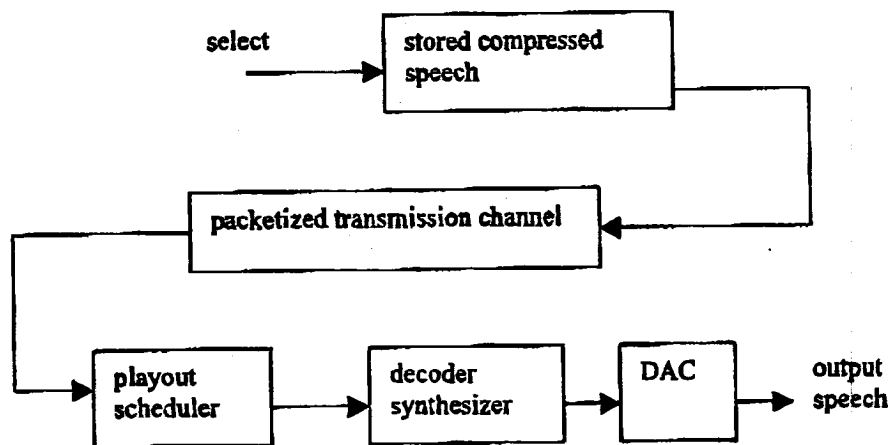 select
stored compressed
speech
packetized transmission channel
playout
scheduler
decoder
synthesizer
DAC
output
speech